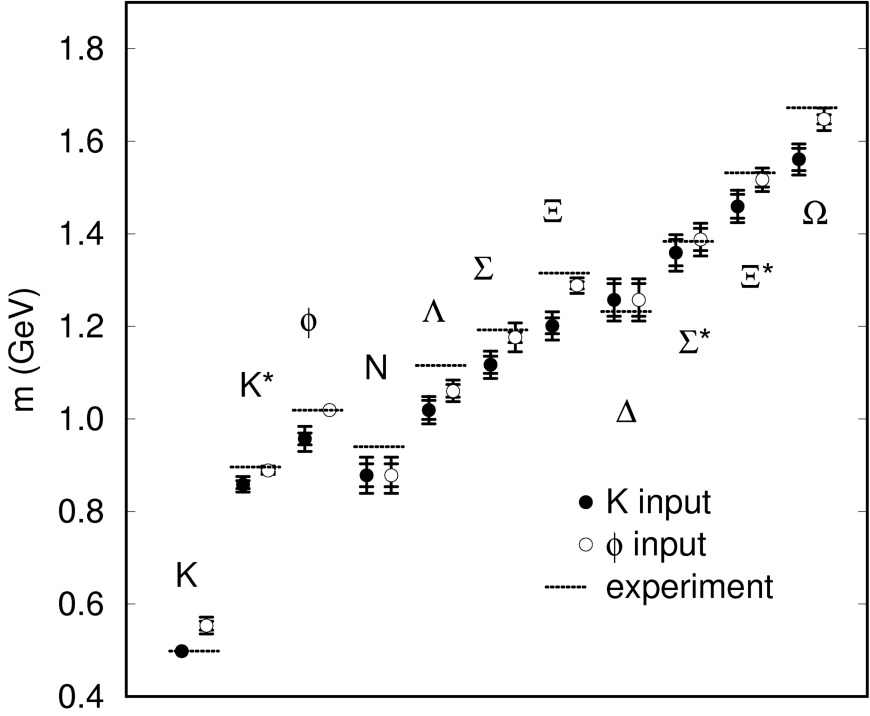 1.8
1.6
1.4
1.2
1.0
0.8
0.6
0.4
m (GeV)
K
K*
ϕ
N
Λ
Σ
Ξ
Δ
Σ*
Ξ*
Ω
K input
ϕ input
experiment